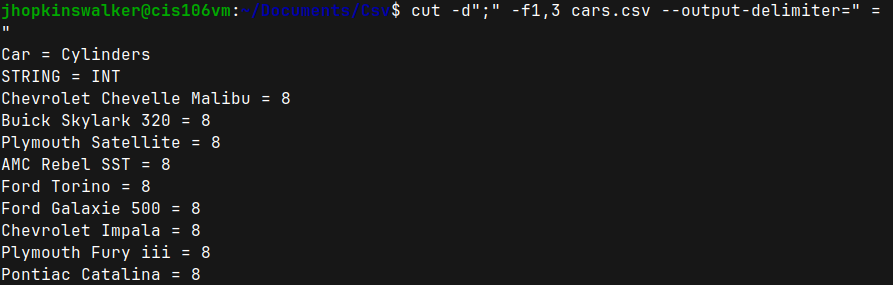 jhopkinswalker@cis106vm:~/Documents/Csv$ cut -d";" -f1,3 cars.csv --output-delimiter=" =
"
Car = Cylinders
STRING = INT
Chevrolet Chevelle Malibu = 8
Buick Skylark 320 = 8
Plymouth Satellite = 8
AMC Rebel SST = 8
Ford Torino = 8
Ford Galaxie 500 = 8
Chevrolet Impala = 8
Plymouth Fury iii = 8
Pontiac Catalina = 8